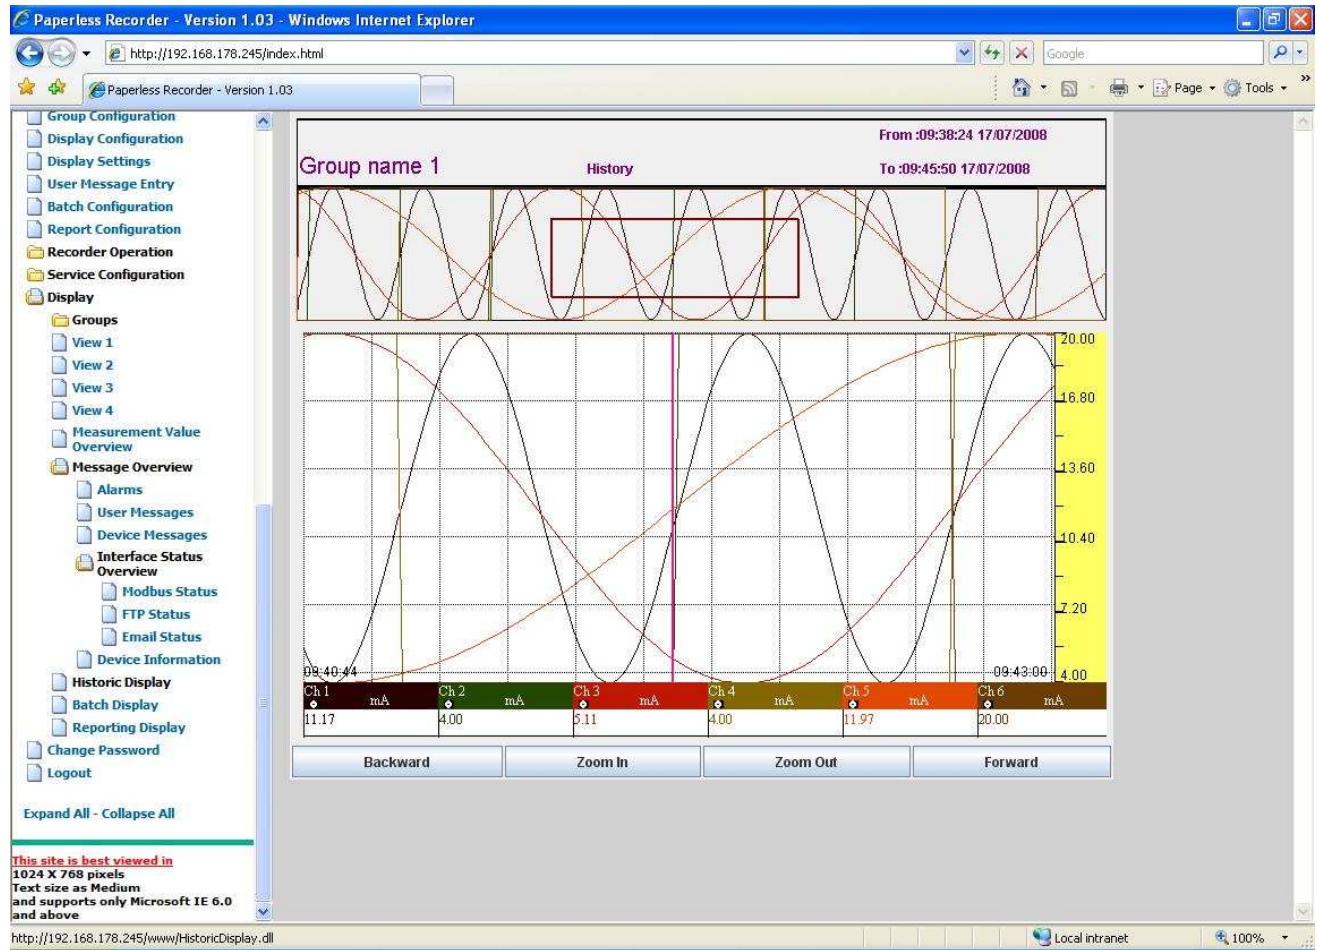 Paperless Recorder - Version 1.03 - Windows Internet Explorer
http://192.168.178.245/index.html
Google
Paperless Recorder - Version 1.03
Page
Tools
Group Configuration
Display Configuration
Display Settings
User Message Entry
Batch Configuration
Report Configuration
Recorder Operation
Service Configuration
Display
Groups
View 1
View 2
View 3
View 4
Measurement Value
Overview
Message Overview
Alarms
User Messages
Device Messages
Interface Status
Overview
Modbus Status
FTP Status
Email Status
Device Information
Historic Display
Batch Display
Reporting Display
Change Password
Logout
Expand All - Collapse All
This site is best viewed in
1024 X 768 pixels
Text size as Medium
and supports only Microsoft IE 6.0
and above
From :09:38:24 17/07/2008
Group name 1 History To :09:45:50 17/07/2008
20.00
16.80
13.60
10.40
7.20
4.00
09:40:44 09:43:00
Ch 1 mA Ch 2 mA Ch 3 mA Ch 4 mA Ch 5 mA Ch 6 mA
11.17 4.00 5.11 4.00 11.97 20.00
Backward Zoom In Zoom Out Forward
http://192.168.178.245/www/HistoricDisplay.dll
Local intranet
100%